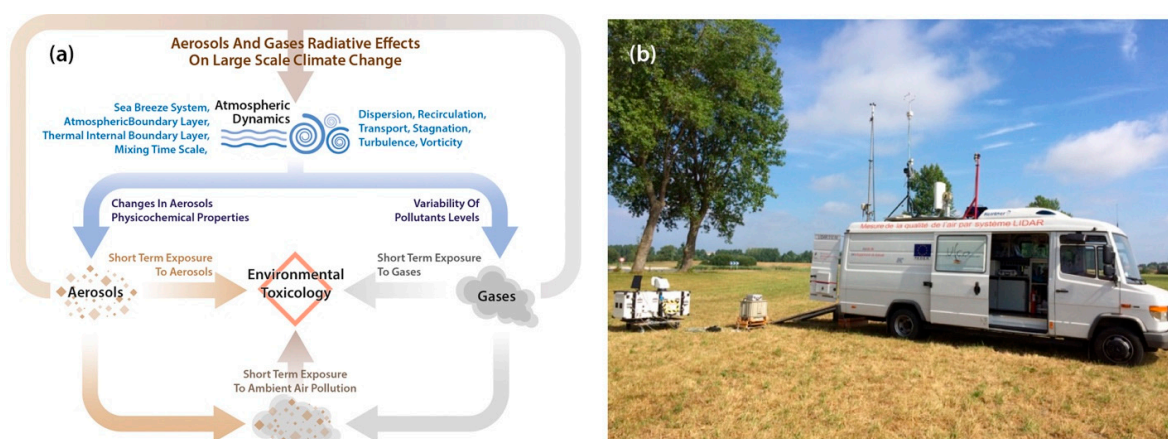 (a)
Aerosols And Gases Radiative Effects
On Large Scale Climate Change
Sea Breeze System,
AtmosphericBoundary Layer,
Thermal Internal Boundary Layer,
Mixing Time Scale,
Atmospheric
Dynamics
Dispersion, Recirculation,
Transport, Stagnation,
Turbulence, Vorticity
Changes In Aerosols
Physicochemical Properties
Variability Of
Pollutants Levels
Short Term Exposure
To Aerosols
Short Term Exposure
To Gases
Aerosols
Environmental
Toxicology
Gases
Short Term Exposure
To Ambient Air Pollution
(b)
Mesure de la qualité de l'air par système LIDAR